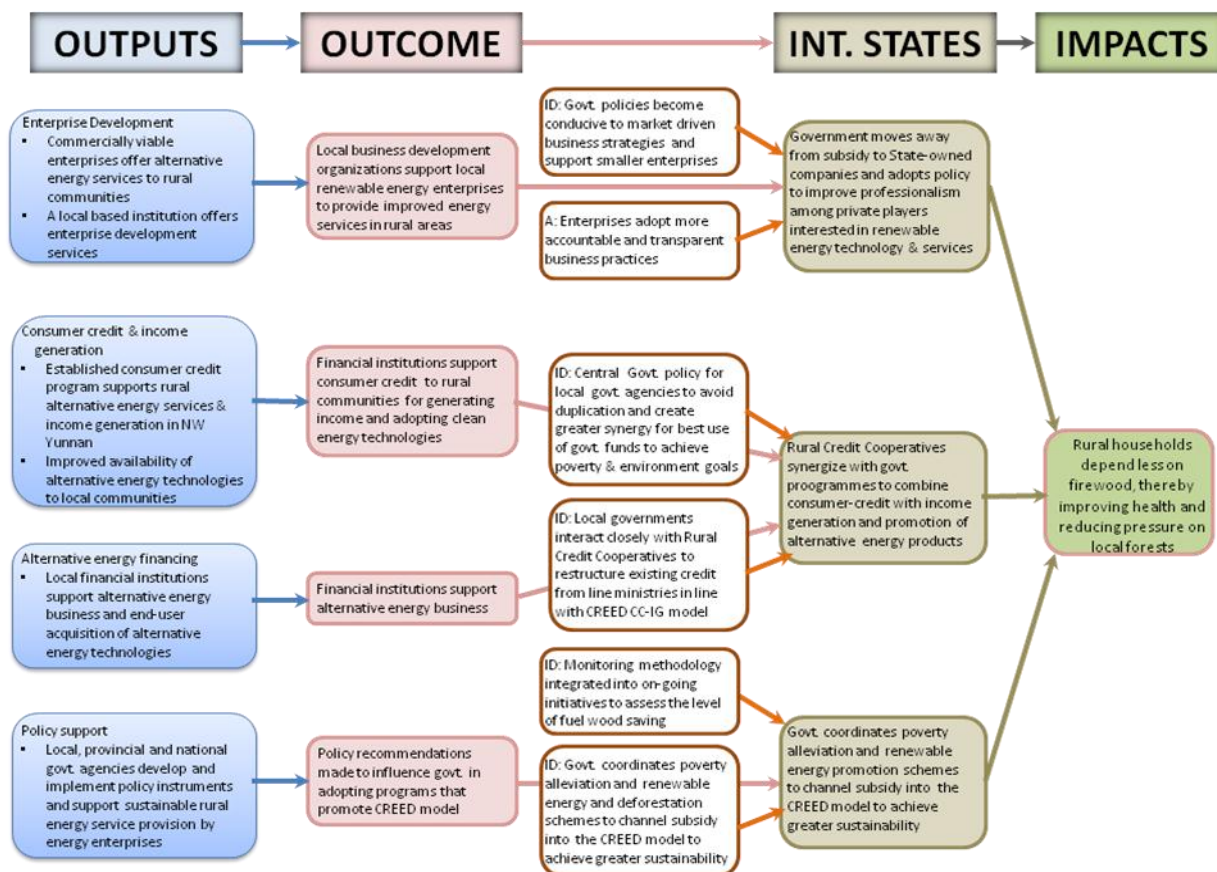 OUTPUTS
OUTCOME
INT. STATES
IMPACTS
Enterprise Development
▪ Commercially viable
enterprises offer alternative
energy services to rural
communities
▪ A local based institution offers
enterprise development
services
Local business development
organizations support local
renewable energy enterprises
to provide improved energy
services in rural areas
ID: Govt. policies become
conducive to market driven
business strategies and
support smaller enterprises
A: Enterprises adopt more
accountable and transparent
business practices
Government moves away
from subsidy to State-owned
companies and adopts policy
to improve professionalism
among private players
interested in renewable
energy technology & services
Consumer credit & income
generation
▪ Established consumer credit
program supports rural
alternative energy services &
income generation in NW
Yunnan
▪ Improved availability of
alternative energy technologies
to local communities
Financial institutions support
consumer credit to rural
communities for generating
income and adopting clean
energy technologies
ID: Central Govt. policy for
local govt. agencies to avoid
duplication and create
greater synergy for best use
of govt. funds to achieve
poverty & environment goals
Rural Credit Cooperatives
synergize with govt.
proogrammes to combine
consumer-credit with income
generation and promotion of
alternative energy products
Rural households
depend less on
firewood, thereby
improving health and
reducing pressure on
local forests
Alternative energy financing
▪ Local financial institutions
support alternative energy
business and end-user
acquisition of alternative
energy technologies
Financial institutions support
alternative energy business
ID: Local governments
interact closely with Rural
Credit Cooperatives to
restructure existing credit
from line ministries in line
with CREED CC-IG model
ID: Monitoring methodology
integrated into on-going
initiatives to assess the level
of fuel wood saving
Policy support
▪ Local, provincial and national
govt. agencies develop and
implement policy instruments
and support sustainable rural
energy service provision by
energy enterprises
Policy recommendations
made to influence govt. in
adopting programs that
promote CREED model
ID: Govt. coordinates poverty
alleviation and renewable
energy and deforestation
schemes to channel subsidy
into the CREED model to
achieve greater sustainability
Govt. coordinates poverty
alleviation and renewable
energy promotion schemes
to channel subsidy into the
CREED model to achieve
greater sustainability